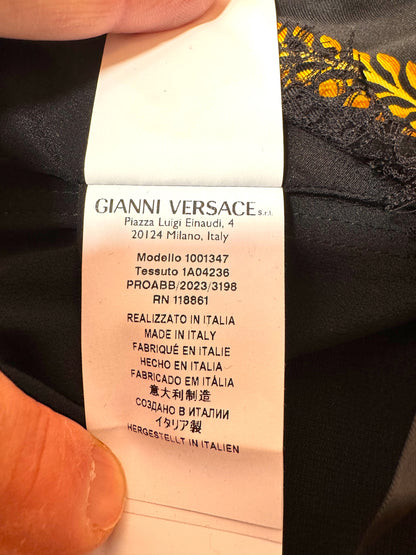 GIANNI VERSACE s.r.l.
Piazza Luigi Einaudi, 4
20124 Milano, Italy
Modello 1001347
Tessuto 1A04236
PROABB/2023/3198
RN 118861
REALIZZATO IN ITALIA
MADE IN ITALY
FABRIQUÉ EN ITALIE
HECHO EN ITALIA
FABRICADO EM ITÁLIA
意大利制造
СОЗДАНО В ИТАЛИИ
イタリア製
HERGESTELLT IN ITALIEN